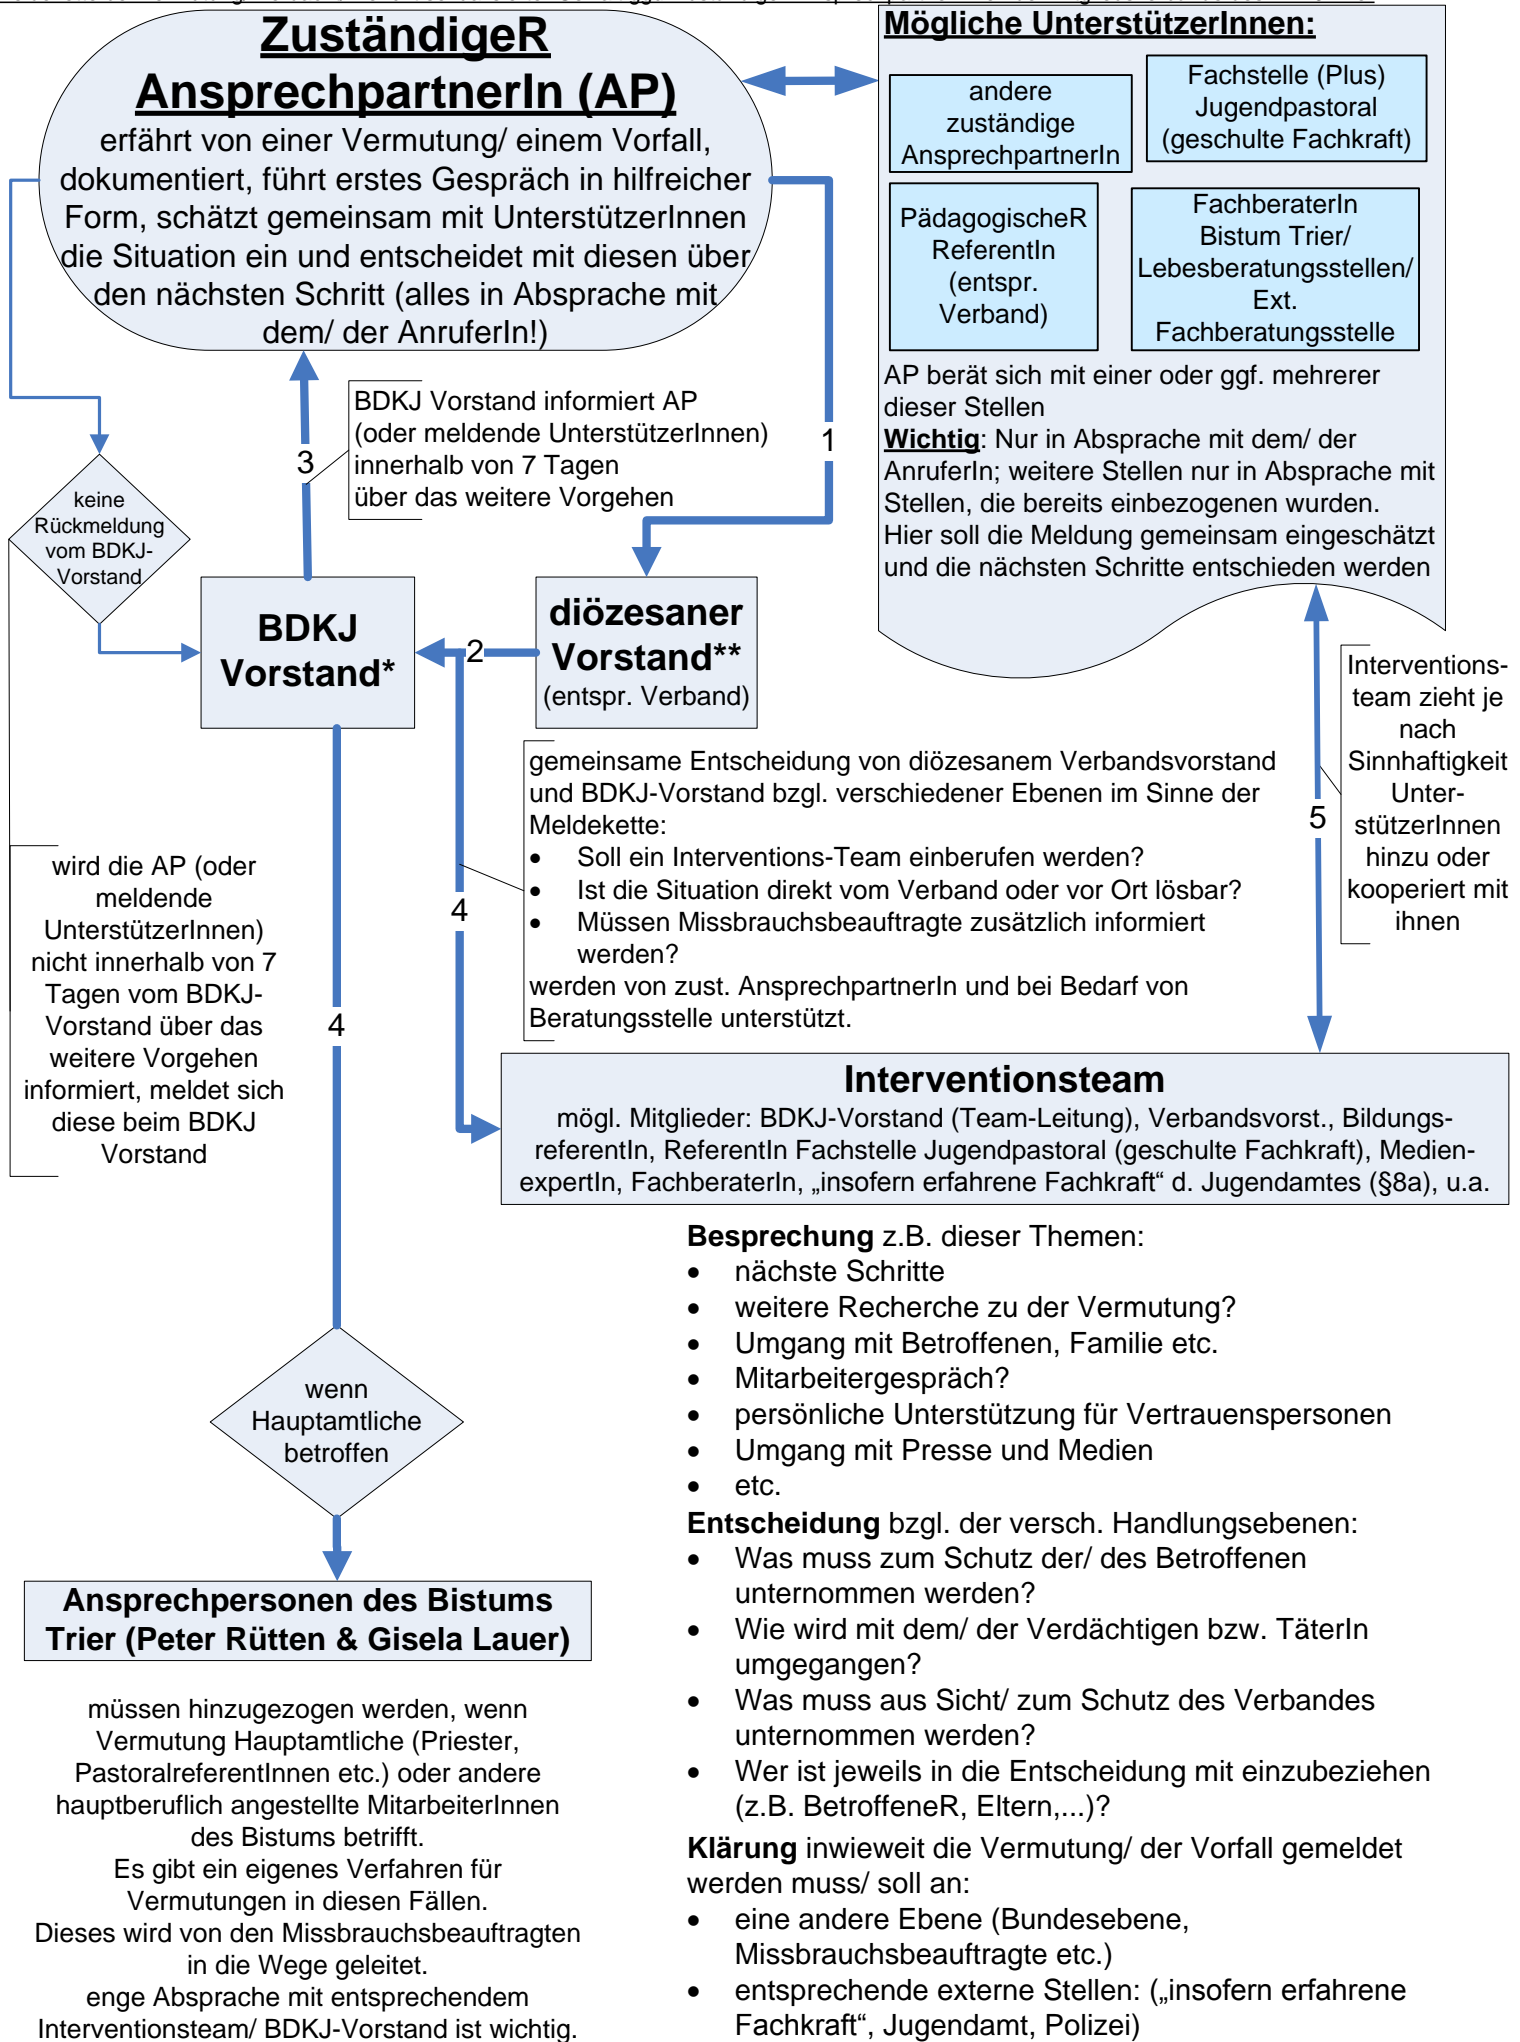 ZuständigeR
AnsprechpartnerIn (AP)
erfährt von einer Vermutung/ einem Vorfall,
dokumentiert, führt erstes Gespräch in hilfreicher
Form, schätzt gemeinsam mit UnterstützerInnen
die Situation ein und entscheidet mit diesen über
den nächsten Schritt (alles in Absprache mit
dem/ der AnruferIn!)
Mögliche UnterstützerInnen:
andere
zuständige
AnsprechpartnerIn
Fachstelle (Plus)
Jugendpastoral
(geschulte Fachkraft)
PädagogischeR
ReferentIn
(entspr.
Verband)
FachberaterIn
Bistum Trier/
Lebesberatungsstellen/
Ext.
Fachberatungsstelle
AP berät sich mit einer oder ggf. mehrerer
dieser Stellen
Wichtig: Nur in Absprache mit dem/ der
AnruferIn; weitere Stellen nur in Absprache mit
Stellen, die bereits einbezogenen wurden.
Hier soll die Meldung gemeinsam eingeschätzt
und die nächsten Schritte entschieden werden
1
3
BDKJ Vorstand informiert AP
(oder meldende UnterstützerInnen)
innerhalb von 7 Tagen
über das weitere Vorgehen
keine
Rückmeldung
vom BDKJ-
Vorstand
BDKJ
Vorstand*
2
diözesaner
Vorstand**
(entspr. Verband)
Interventions-
team zieht je
nach
Sinnhaftigkeit
Unter-
stützerInnen
hinzu oder
kooperiert mit
ihnen
5
gemeinsame Entscheidung von diözesanem Verbandsvorstand
und BDKJ-Vorstand bzgl. verschiedener Ebenen im Sinne der
Meldekette:
• Soll ein Interventions-Team einberufen werden?
• Ist die Situation direkt vom Verband oder vor Ort lösbar?
• Müssen Missbrauchsbeauftragte zusätzlich informiert
werden?
werden von zust. AnsprechpartnerIn und bei Bedarf von
Beratungsstelle unterstützt.
4
wird die AP (oder
meldende
UnterstützerInnen)
nicht innerhalb von 7
Tagen vom BDKJ-
Vorstand über das
weitere Vorgehen
informiert, meldet sich
diese beim BDKJ
Vorstand
4
Interventionsteam
mögl. Mitglieder: BDKJ-Vorstand (Team-Leitung), Verbandsvorst., Bildungs-
referentIn, ReferentIn Fachstelle Jugendpastoral (geschulte Fachkraft), Medien-
expertIn, FachberaterIn, „insofern erfahrene Fachkraft“ d. Jugendamtes (§8a), u.a.
Besprechung z.B. dieser Themen:
• nächste Schritte
• weitere Recherche zu der Vermutung?
• Umgang mit Betroffenen, Familie etc.
• Mitarbeitergespräch?
• persönliche Unterstützung für Vertrauenspersonen
• Umgang mit Presse und Medien
• etc.
Entscheidung bzgl. der versch. Handlungsebenen:
• Was muss zum Schutz der/ des Betroffenen
unternommen werden?
• Wie wird mit dem/ der Verdächtigen bzw. TäterIn
umgegangen?
• Was muss aus Sicht/ zum Schutz des Verbandes
unternommen werden?
• Wer ist jeweils in die Entscheidung mit einzubeziehen
(z.B. BetroffeneR, Eltern,...)?
Klärung inwieweit die Vermutung/ der Vorfall gemeldet
werden muss/ soll an:
• eine andere Ebene (Bundesebene,
Missbrauchsbeauftragte etc.)
• entsprechende externe Stellen: („insofern erfahrene
Fachkraft“, Jugendamt, Polizei)
wenn
Hauptamtliche
betroffen
Ansprechpersonen des Bistums
Trier (Peter Rütten & Gisela Lauer)
müssen hinzugezogen werden, wenn
Vermutung Hauptamtliche (Priester,
PastoralreferentInnen etc.) oder andere
hauptberuflich angestellte MitarbeiterInnen
des Bistums betrifft.
Es gibt ein eigenes Verfahren für
Vermutungen in diesen Fällen.
Dieses wird von den Missbrauchsbeauftragten
in die Wege geleitet.
enge Absprache mit entsprechendem
Interventionsteam/ BDKJ-Vorstand ist wichtig.